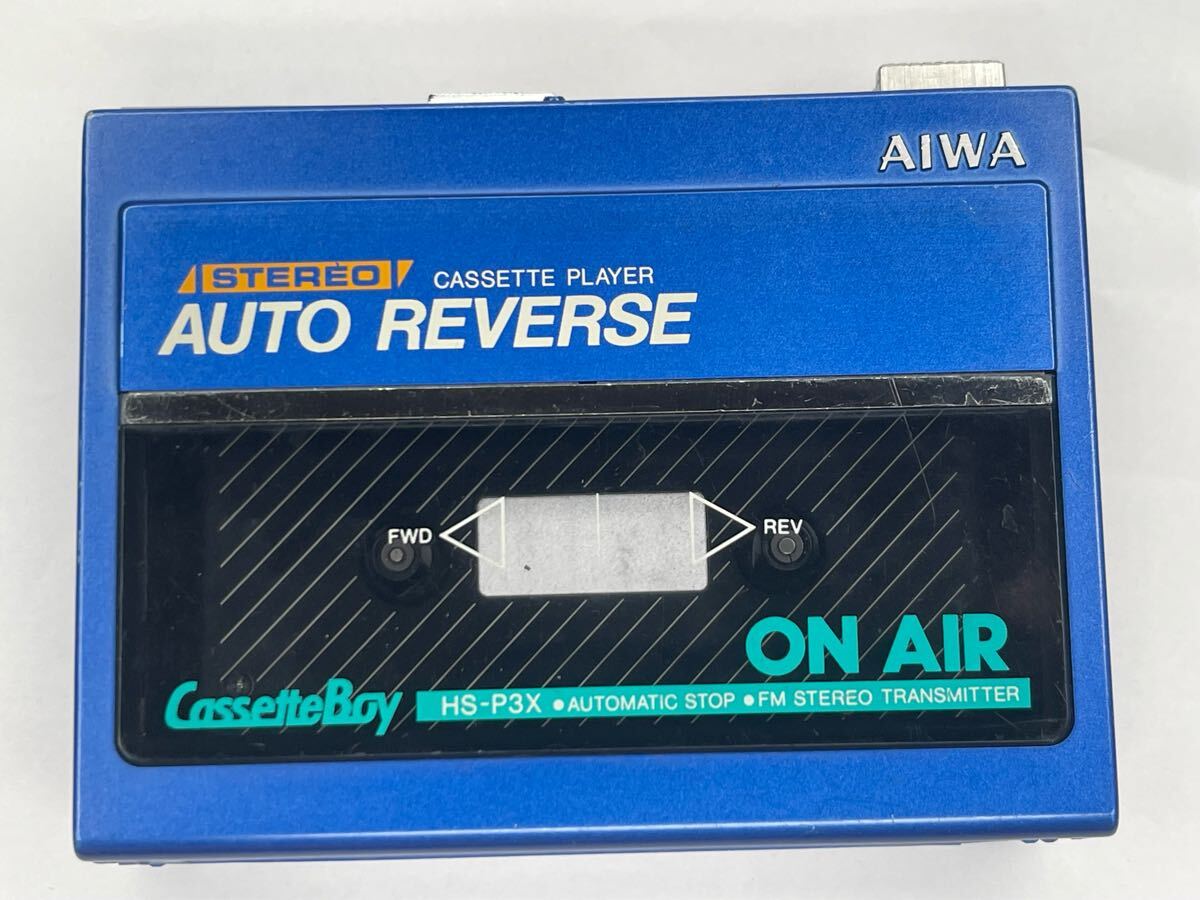 AIWA
STEREO CASSETTE PLAYER
AUTO REVERSE
FWD REV
ON AIR
CassetteBoy HS-P3X ●AUTOMATIC STOP ●FM STEREO TRANSMITTER